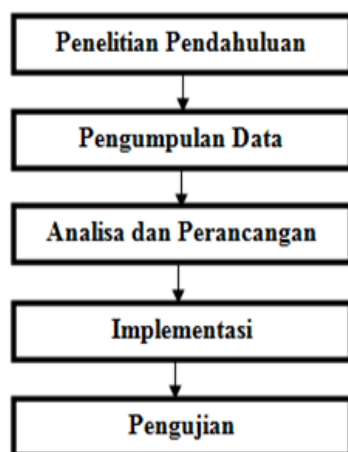 Penelitian Pendahuluan
Pengumpulan Data
Analisa dan Perancangan
Implementasi
Pengujian